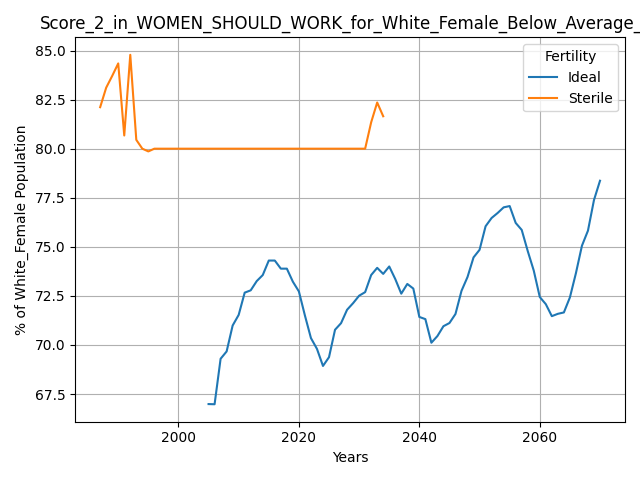 Score_2_in_WOMEN_SHOULD_WORK_for_White_Female_Below_Average_
Fertility
Ideal
Sterile
% of White_Female Population
85.0
82.5
80.0
77.5
75.0
72.5
70.0
67.5
2000
2020
2040
2060
Years